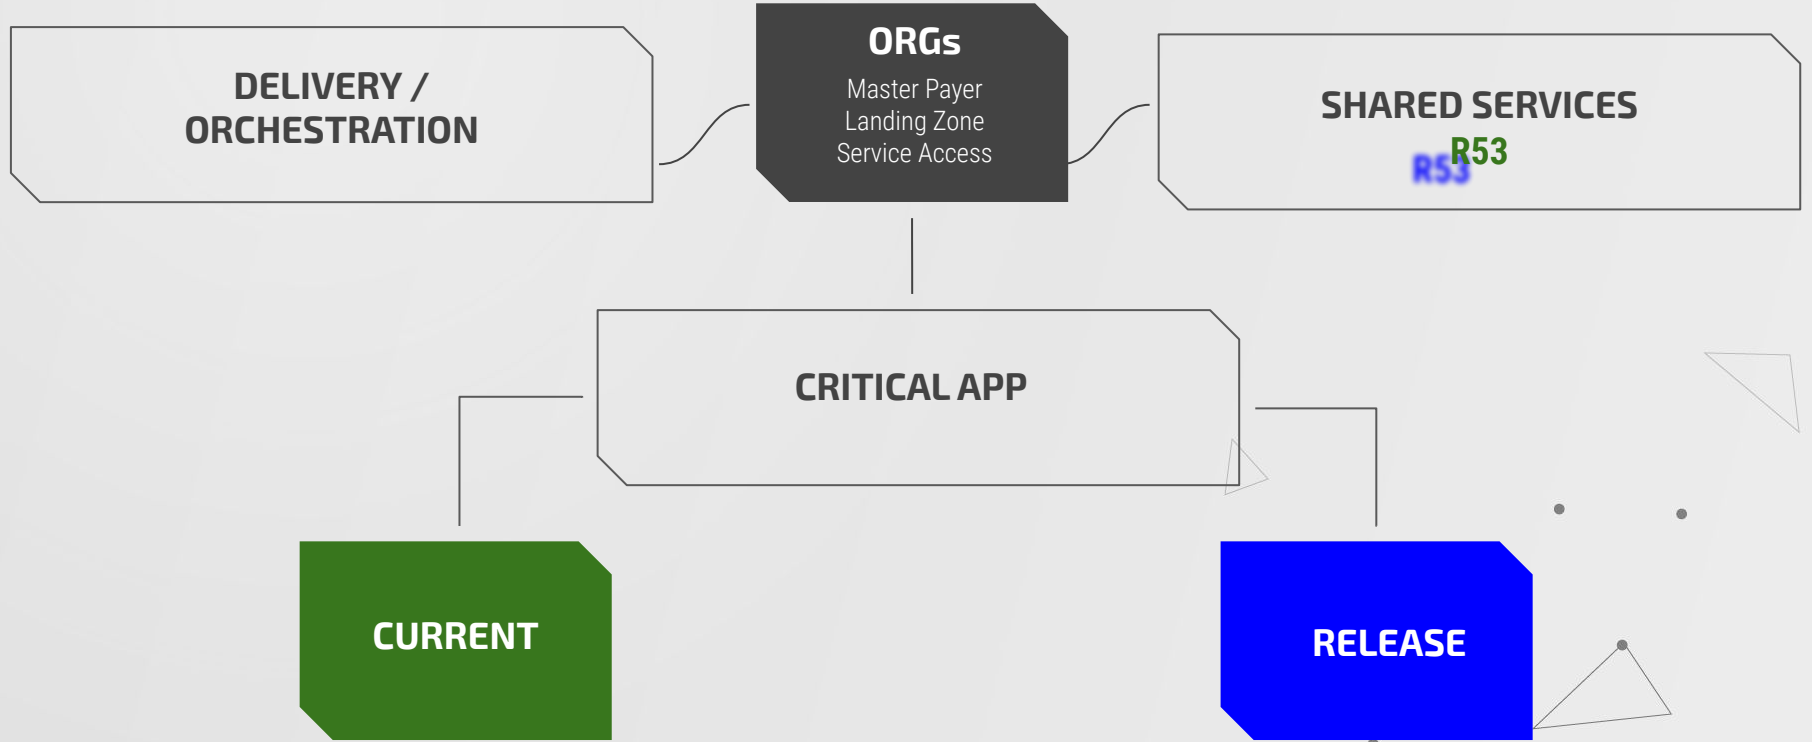 DELIVERY /
ORCHESTRATION
ORGs
Master Payer
Landing Zone
Service Access
SHARED SERVICES
R53
R53
CRITICAL APP
CURRENT
RELEASE